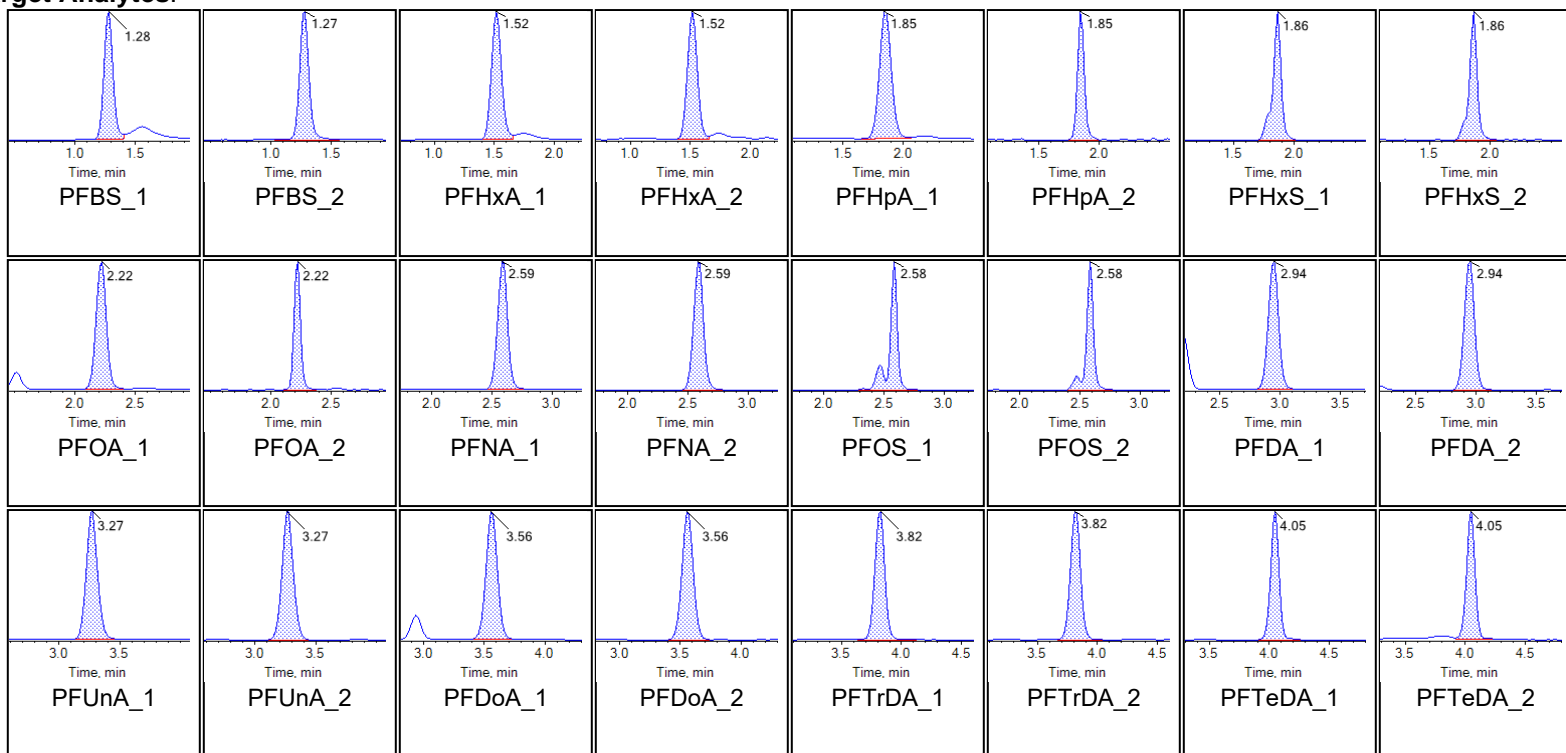 rget Analytes.
1.28 1.27 1.52 1.52 1.85 1.85 1.86 1.86
1.0 1.5 1.0 1.5 1.0 1.5 2.0 1.0 1.5 2.0 1.5 2.0 1.5 2.0 1.5 2.0 1.5 2.0
Time, min Time, min Time, min Time, min Time, min Time, min Time, min Time, min
PFBS_1 PFBS_2 PFHxA_1 PFHxA_2 PFHpA_1 PFHpA_2 PFHxS_1 PFHxS_2
2.22 2.22 2.59 2.59 2.58 2.58 2.94 2.94
2.0 2.5 2.0 2.5 2.0 2.5 3.0 2.0 2.5 3.0 2.0 2.5 3.0 2.0 2.5 3.0 2.5 3.0 3.5 2.5 3.0 3.5
Time, min Time, min Time, min Time, min Time, min Time, min Time, min Time, min
PFOA_1 PFOA_2 PFNA_1 PFNA_2 PFOS_1 PFOS_2 PFDA_1 PFDA_2
3.27 3.27 3.56 3.56 3.82 3.82 4.05 4.05
3.0 3.5 3.0 3.5 3.0 3.5 4.0 3.0 3.5 4.0 3.5 4.0 4.5 3.5 4.0 4.5 3.5 4.0 4.5 3.5 4.0 4.5
Time, min Time, min Time, min Time, min Time, min Time, min Time, min Time, min
PFUnA_1 PFUnA_2 PFDoA_1 PFDoA_2 PFTrDA_1 PFTrDA_2 PFTeDA_1 PFTeDA_2